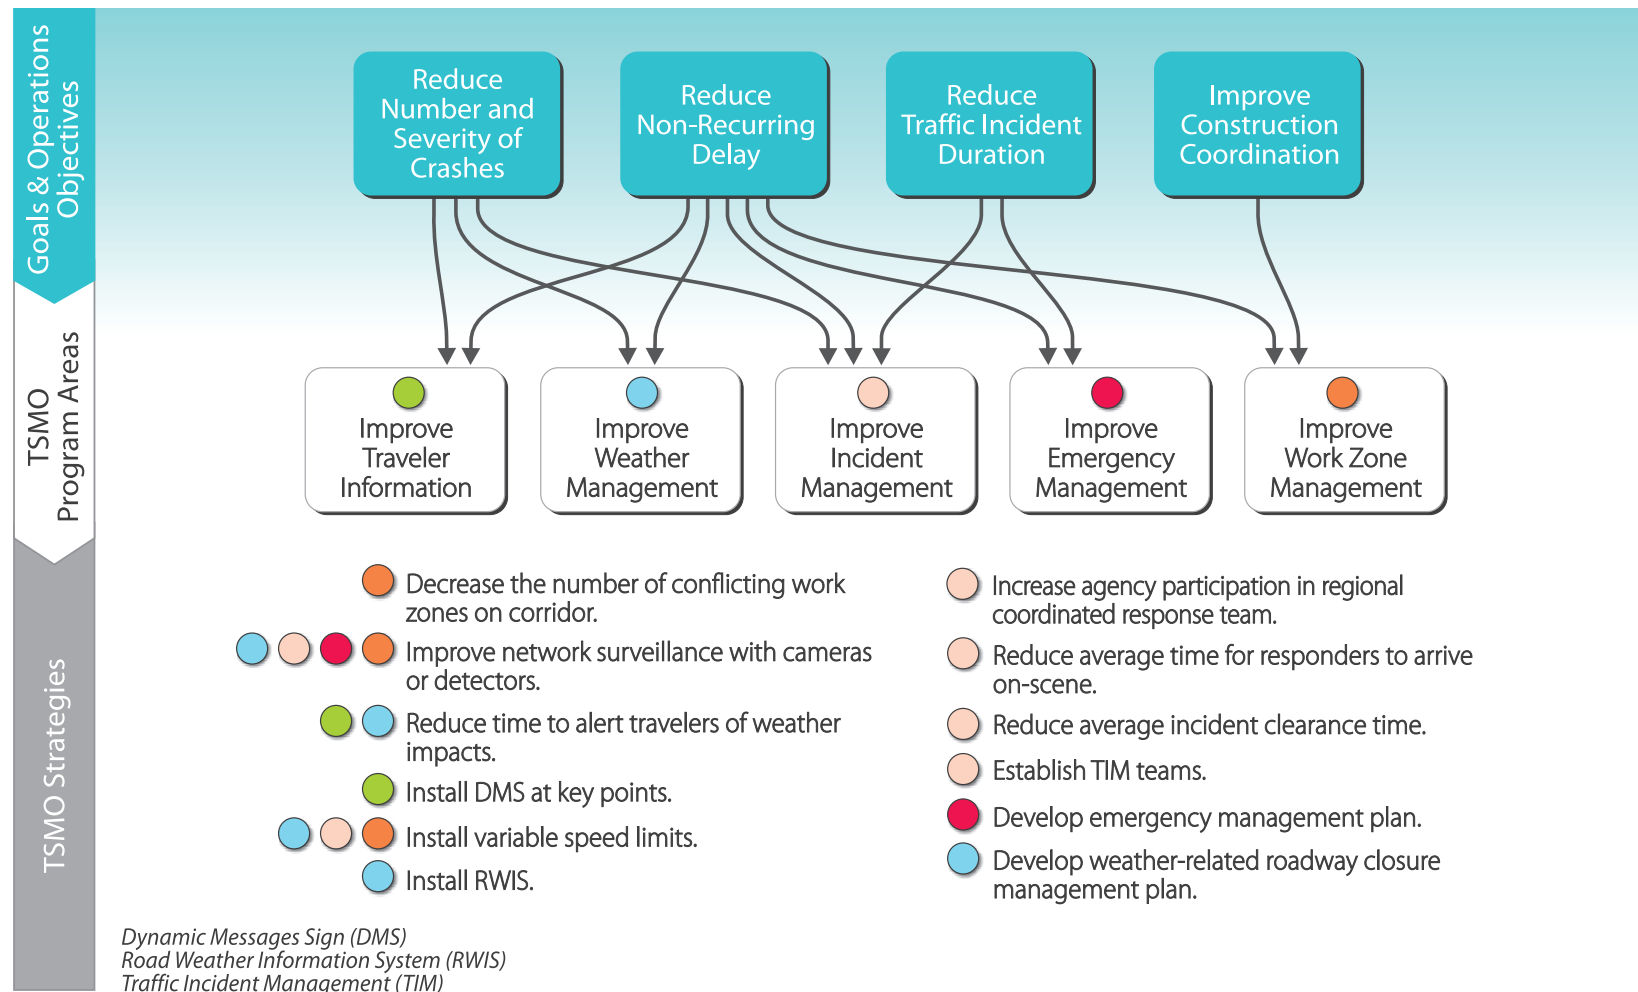 Goals & Operations
Objectives
Reduce
Number and
Severity of
Crashes
Reduce
Non-Recurring
Delay
Reduce
Traffic Incident
Duration
Improve
Construction
Coordination
TSMO
Program Areas
Improve
Traveler
Information
Improve
Weather
Management
Improve
Incident
Management
Improve
Emergency
Management
Improve
Work Zone
Management
TSMO Strategies
Decrease the number of conflicting work
zones on corridor.
Improve network surveillance with cameras
or detectors.
Reduce time to alert travelers of weather
impacts.
Install DMS at key points.
Install variable speed limits.
Install RWIS.
Increase agency participation in regional
coordinated response team.
Reduce average time for responders to arrive
on-scene.
Reduce average incident clearance time.
Establish TIM teams.
Develop emergency management plan.
Develop weather-related roadway closure
management plan.
Dynamic Messages Sign (DMS)
Road Weather Information System (RWIS)
Traffic Incident Management (TIM)